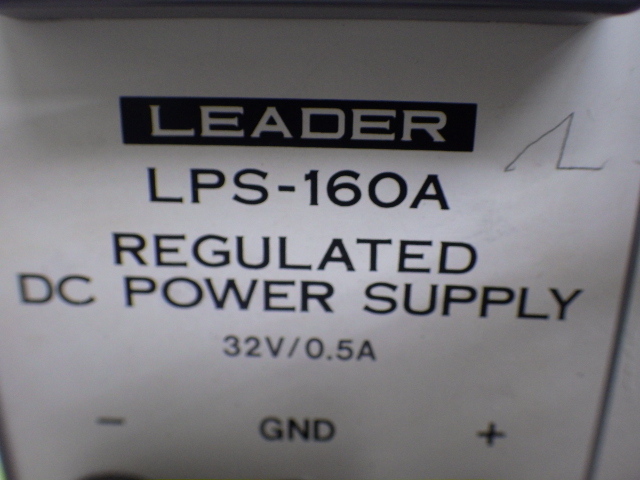 LEADER
LPS-160A
REGULATED
DC POWER SUPPLY
32V/0.5A
- GND +